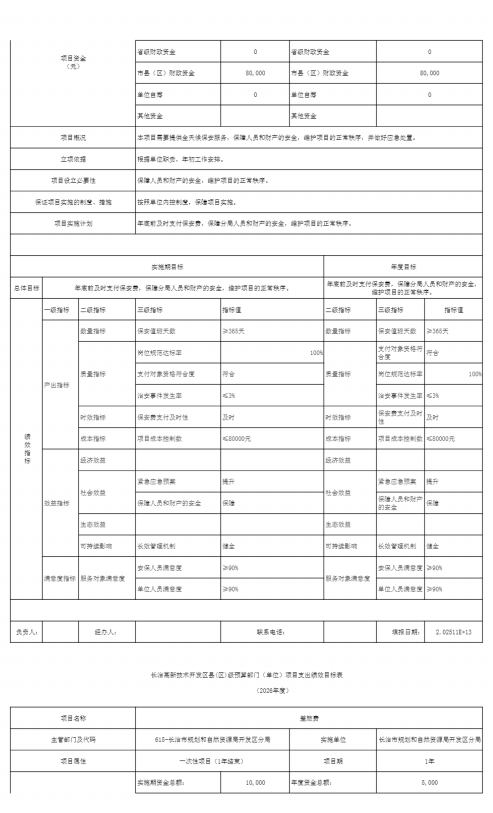 项目资金
（元）
省级财政资金 0 省级财政资金 0
市县（区）财政资金 80,000 市县（区）财政资金 80,000
单位自筹 0 单位自筹 0
其他资金 其他资金
项目概况 本项目需要提供全天候保安服务，保障人员和财产的安全，维护项目的正常秩序，并做好应急处置。
立项依据 根据单位职责，年初工作安排。
项目设立必要性 保障人员和财产的安全，维护项目的正常秩序。
保证项目实施的制度、措施 按照单位内控制度，保障项目实施。
项目实施计划 年底前及时支付保安费，保障分局人员和财产的安全，维护项目的正常秩序。
实施期目标 年度目标
总体目标 年底前及时支付保安费，保障分局人员和财产的安全，维护项目的正常秩序。 年底前及时支付保安费，保障分局人员和财产的安全，
维护项目的正常秩序。
绩效指标
一级指标 二级指标 三级指标 指标值 二级指标 三级指标 指标值
产出指标 数量指标 保安值班天数 ≥365天 数量指标 保安值班天数 ≥365天
质量指标 岗位规范达标率 100% 质量指标 支付对象资格符
合度 符合
支付对象资格符合度 符合 岗位规范达标率 100%
治安事件发生率 ≤3% 治安事件发生率 ≤3%
时效指标 保安费支付及时性 及时 时效指标 保安费支付及时
性 及时
成本指标 项目成本控制数 ≤80000元 成本指标 项目成本控制数 ≤80000元
效益指标 经济效益 经济效益
社会效益 紧急应急预案 提升 社会效益 紧急应急预案 提升
保障人员和财产的安全 保障 保障人员和财产
的安全 保障
生态效益 生态效益
可持续影响 长效管理机制 健全 可持续影响 长效管理机制 健全
满意度指标 服务对象满意度 安保人员满意度 ≥90% 服务对象满意度 安保人员满意度 ≥90%
单位人员满意度 ≥90% 单位人员满意度 ≥90%
负责人： 经办人： 联系电话： 填报日期： 2.02511E+13
长治高新技术开发区县(区)级预算部门（单位）项目支出绩效目标表
（2026年度）
项目名称 整脏费
主管部门及代码 615-长治市规划和自然资源局开发区分局 实施单位 长治市规划和自然资源局开发区分局
项目属性 一次性项目（1年结束） 项目期 1年
实施期资金总额： 10,000 年度资金总额： 5,000